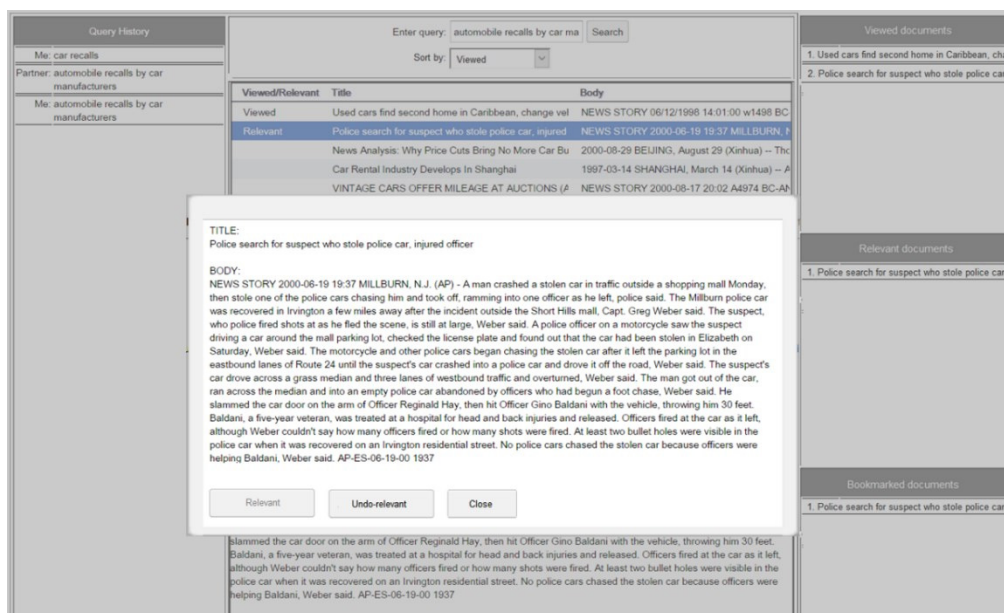 Query History
Me: car recalls
Partner: automobile recalls by car
manufacturers
Me: automobile recalls by car
manufacturers
Enter query: automobile recalls by car ma Search
Sort by: Viewed
Viewed/Relevant Title Body
Viewed Used cars find second home in Caribbean, change vel NEWS STORY 06/12/1998 14:01:00 w1498 BC-
Relevant Police search for suspect who stole police car, injured NEWS STORY 2000-06-19 19:37 MILLBURN, N
News Analysis: Why Price Cuts Bring No More Car Bu 2000-08-29 BEIJING, August 29 (Xinhua) -- Tho
Car Rental Industry Develops In Shanghai 1997-03-14 SHANGHAI, March 14 (Xinhua) -- A
VINTAGE CARS OFFER MILEAGE AT AUCTIONS (A NEWS STORY 2000-08-17 20:02 A4974 BC-AN
TITLE:
Police search for suspect who stole police car, injured officer
BODY:
NEWS STORY 2000-06-19 19:37 MILLBURN, N.J. (AP) - A man crashed a stolen car in traffic outside a shopping mall Monday,
then stole one of the police cars chasing him and took off, ramming into one officer as he left, police said. The Millburn police car
was recovered in Irvington a few miles away after the incident outside the Short Hills mall, Capt. Greg Weber said. The suspect,
who police fired shots at as he fled the scene, is still at large, Weber said. A police officer on a motorcycle saw the suspect
driving a car around the mall parking lot, checked the license plate and found out that the car had been stolen in Elizabeth on
Saturday, Weber said. The motorcycle and other police cars began chasing the stolen car after it left the parking lot in the
eastbound lanes of Route 24 until the suspect's car crashed into a police car and drove it off the road, Weber said. The suspect's
car drove across a grass median and three lanes of westbound traffic and overturned, Weber said. The man got out of the car,
ran across the median and into an empty police car abandoned by officers who had begun a foot chase, Weber said. He
slammed the car door on the arm of Officer Reginald Hay, then hit Officer Gino Baldani with the vehicle, throwing him 30 feet.
Baldani, a five-year veteran, was treated at a hospital for head and back injuries and released. Officers fired at the car as it left,
although Weber couldn't say how many officers fired or how many shots were fired. At least two bullet holes were visible in the
police car when it was recovered on an Irvington residential street. No police cars chased the stolen car because officers were
helping Baldani, Weber said. AP-ES-06-19-00 1937
Relevant Undo-relevant Close
slammed the car door on the arm of Officer Reginald Hay, then hit Officer Gino Baldani with the vehicle, throwing him 30 feet.
Baldani, a five-year veteran, was treated at a hospital for head and back injuries and released. Officers fired at the car as it left,
although Weber couldn't say how many officers fired or how many shots were fired. At least two bullet holes were visible in the
police car when it was recovered on an Irvington residential street. No police cars chased the stolen car because officers were
helping Baldani, Weber said. AP-ES-06-19-00 1937
Viewed documents
1. Used cars find second home in Caribbean, cha
2. Police search for suspect who stole police car
Relevant documents
1. Police search for suspect who stole police car
Bookmarked documents
1. Police search for suspect who stole police car